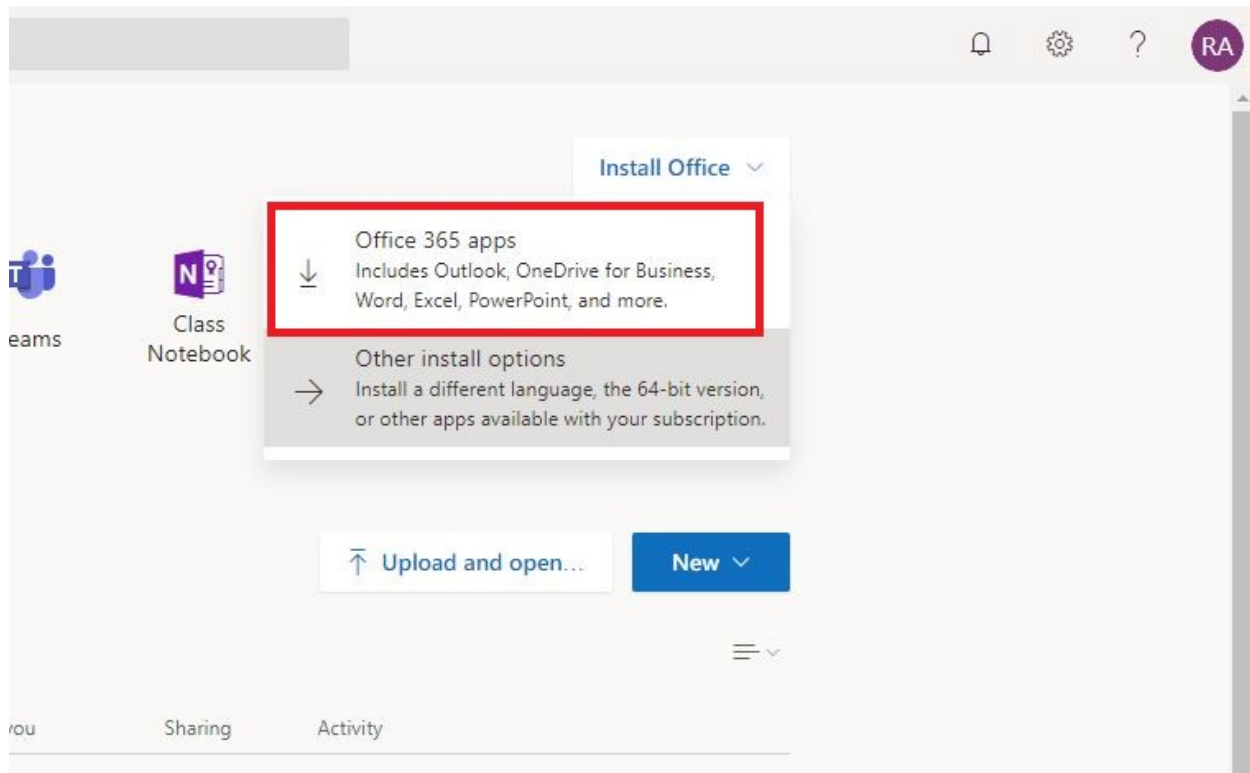 ?
RA
Install Office
Office 365 apps
Includes Outlook, OneDrive for Business,
Word, Excel, PowerPoint, and more.
T
N
eams
Class
Notebook
Other install options
Install a different language, the 64-bit version,
or other apps available with your subscription.
Upload and open...
New
you
Sharing
Activity